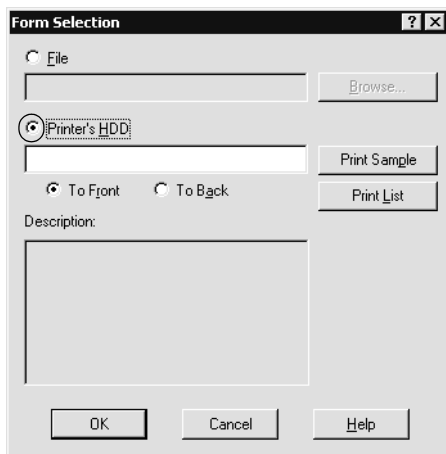 Form Selection
File
Browse...
Printer's HDD
Print Sample
To Front To Back
Print List
Description:
OK Cancel Help